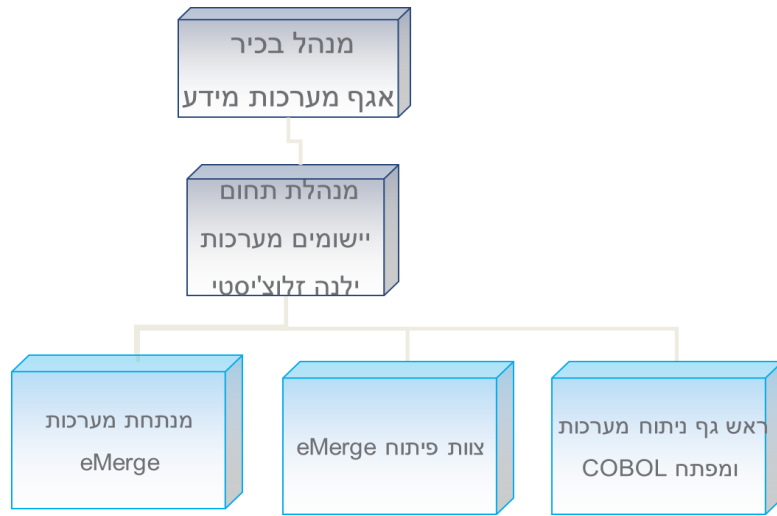 מנהל בכיר
אגף מערכות מידע
מנהלת תחום
יישומים מערכות
ילנה זלוצ'יסטי
ראש גף ניתוח מערכות
ומפתח COBOL
צוות פיתוח eMerge
מנתחת מערכות
eMerge